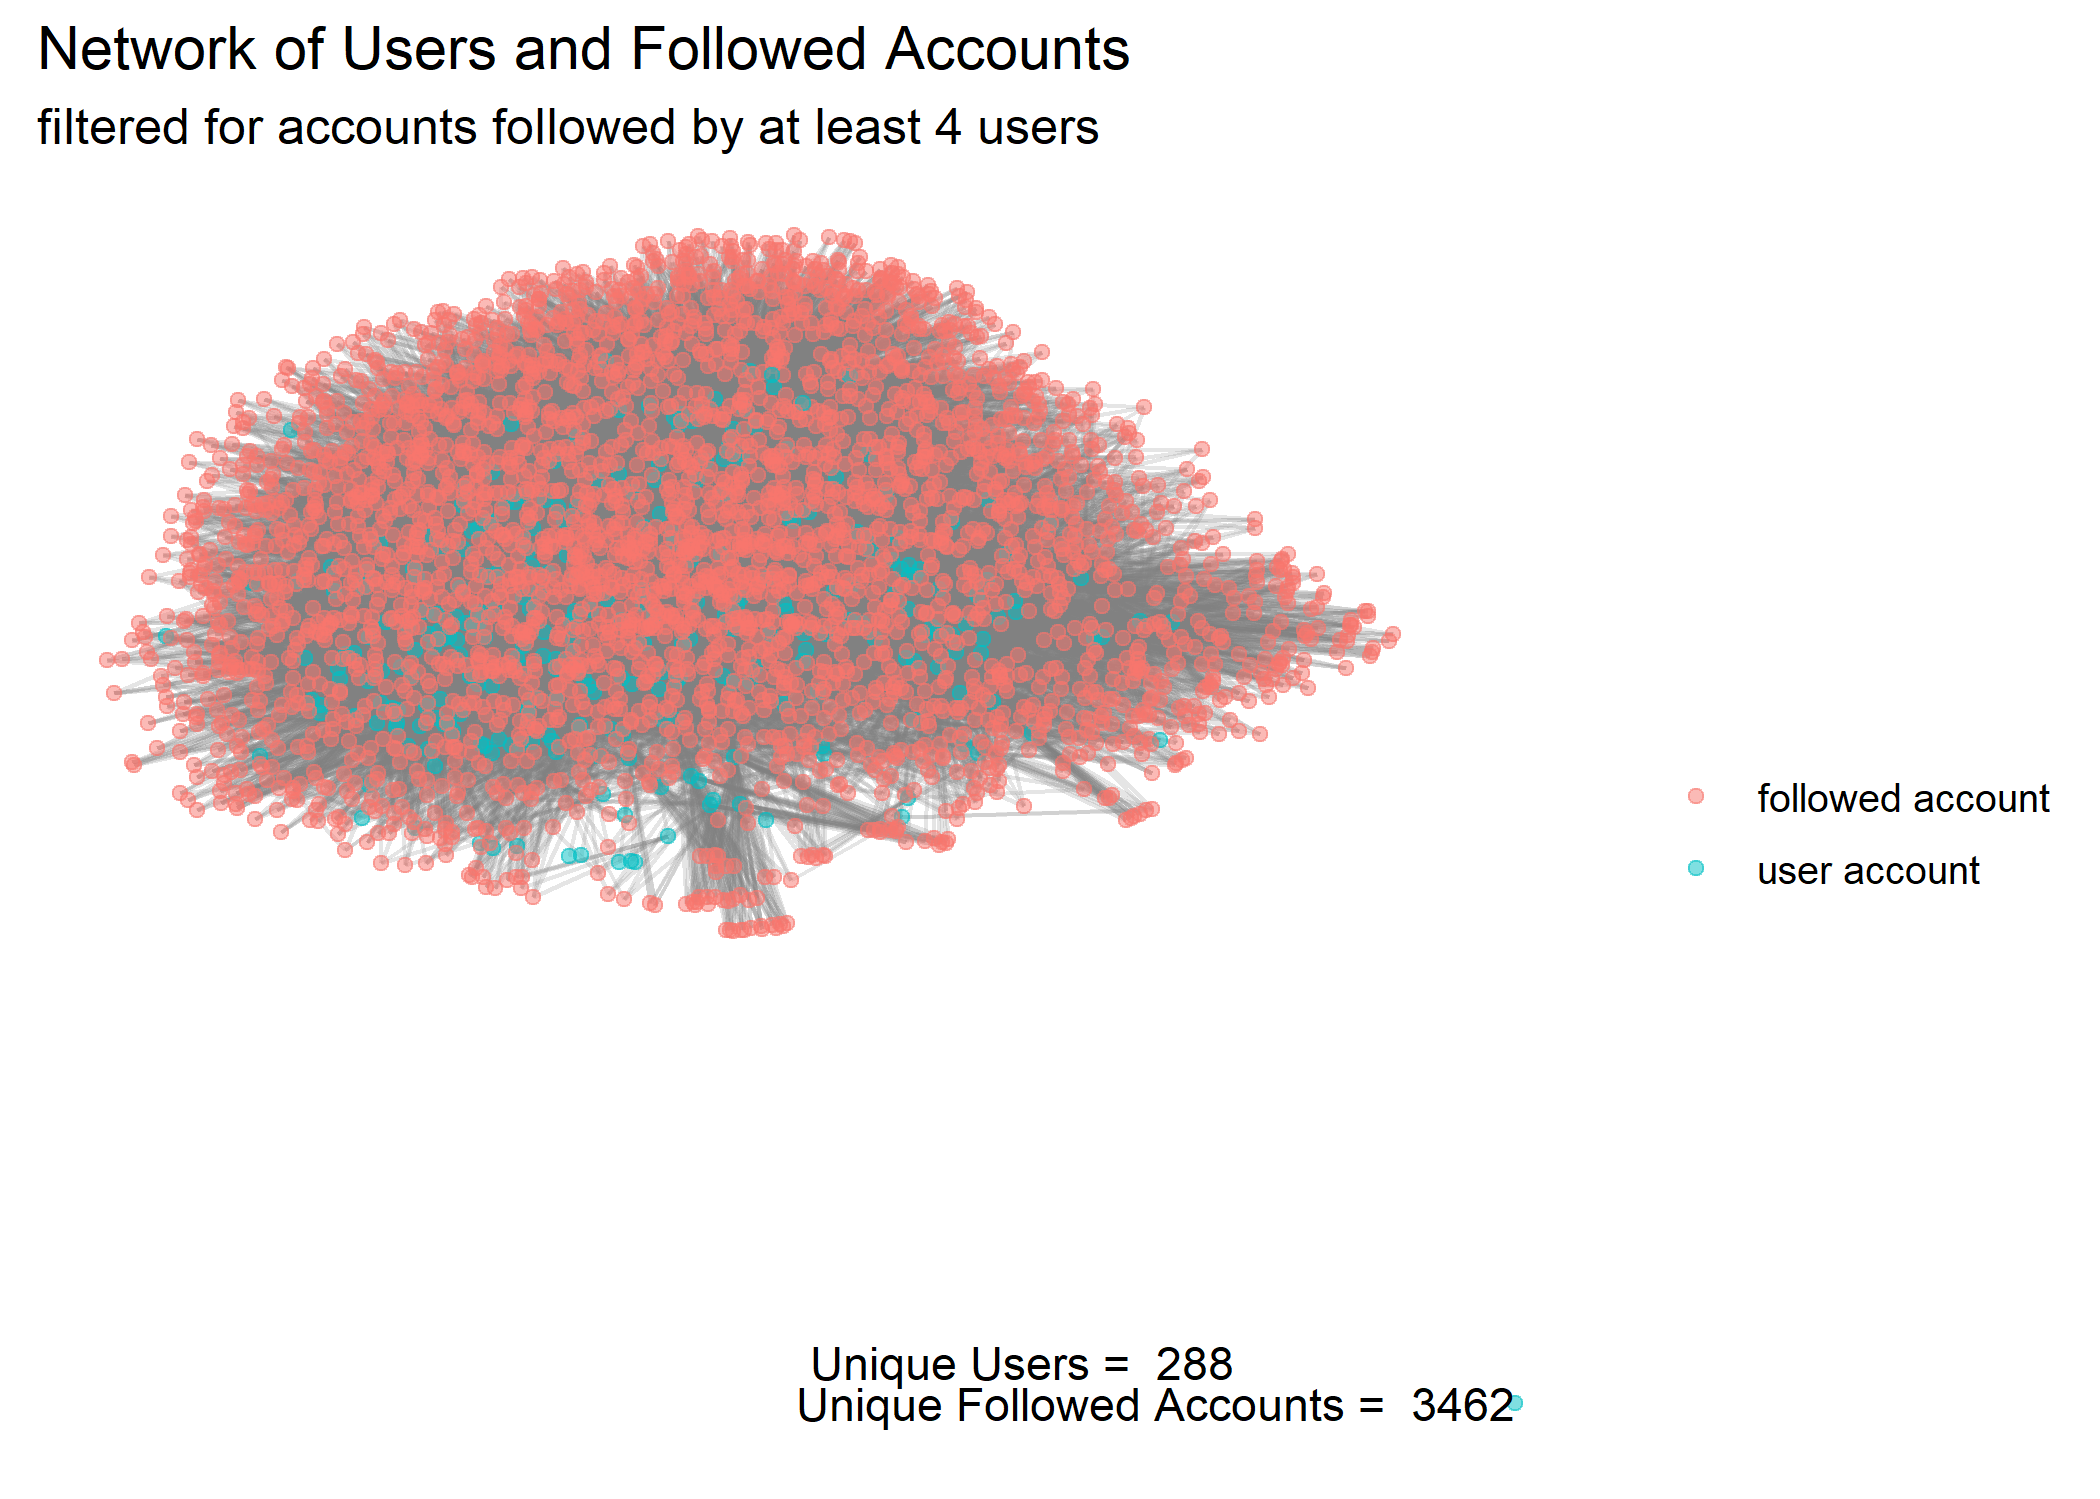 Network of Users and Followed Accounts
filtered for accounts followed by at least 4 users
followed account
user account
Unique Users = 288
Unique Followed Accounts = 3462